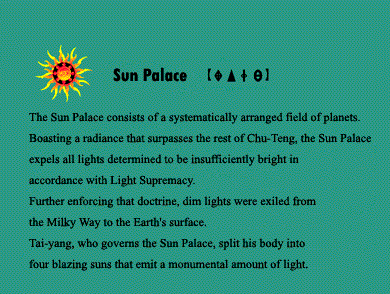 Sun Palace
The Sun Palace consists of a systematically arranged field of planets.
Boasting a radiance that surpasses the rest of Chu-Teng, the Sun Palace
expels all lights determined to be insufficiently bright in
accordance with Light Supremacy.
Further enforcing that doctrine, dim lights were exiled from
the Milky Way to the Earth's surface.
Tai-yang, who governs the Sun Palace, split his body into
four blazing suns that emit a monumental amount of light.